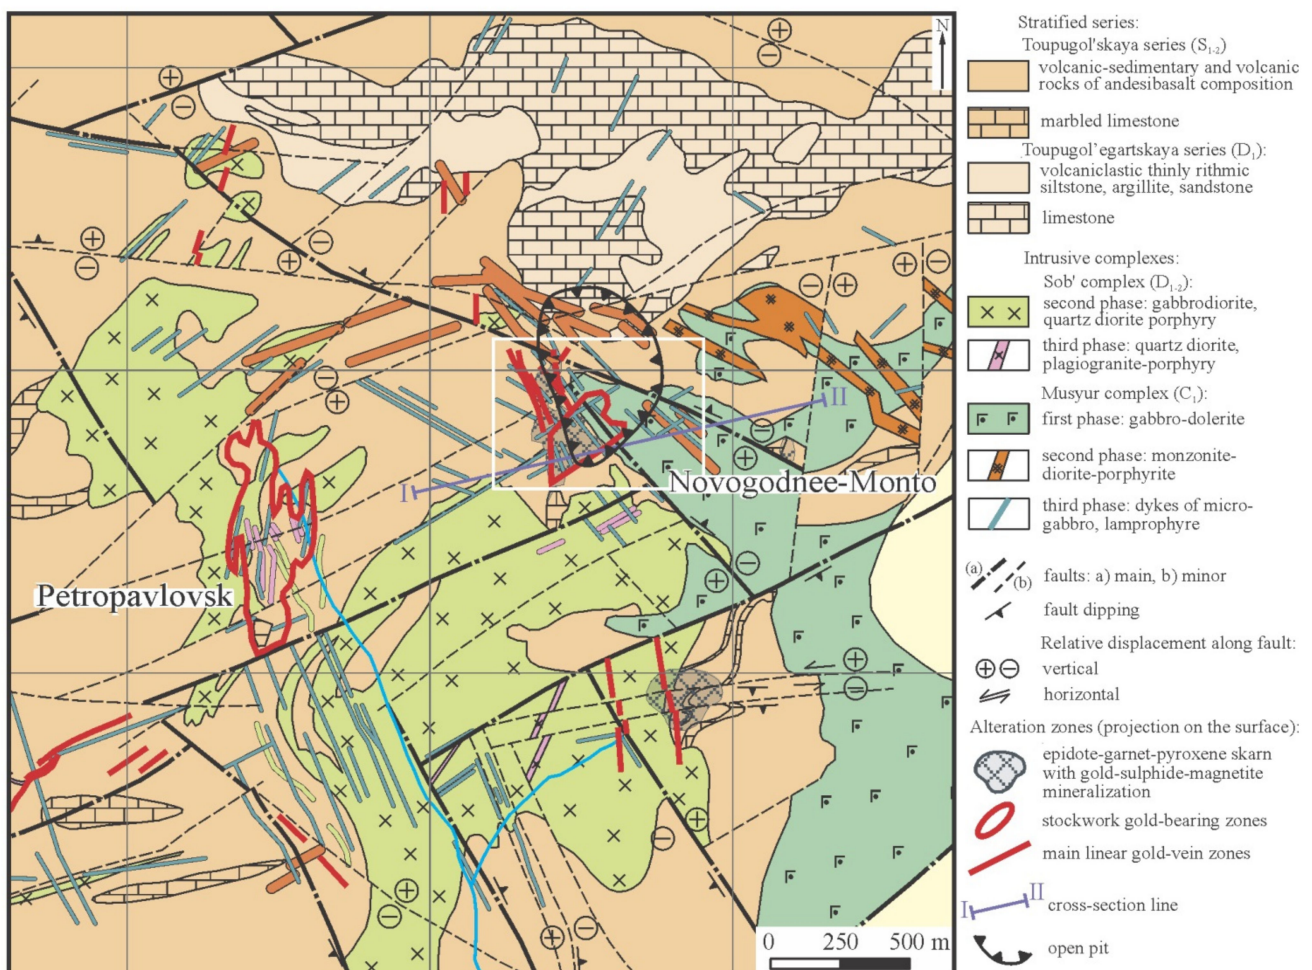 N
I
II
Novogodnee-Monto
Petropavlovsk
0 250 500 m
Stratified series:
Toupugol'skaya series (S1-2)
volcanic-sedimentary and volcanic
rocks of andesibasalt composition
marbled limestone
Toupugol'egartskaya series (D1):
volcaniclastic thinly rithmic
siltstone, argillite, sandstone
limestone
Intrusive complexes:
Sob' complex (D1-2):
second phase: gabbrodiorite,
quartz diorite porphyry
third phase: quartz diorite,
plagiogranite-porphyry
Musyur complex (C1):
first phase: gabbro-dolerite
second phase: monzonite-
diorite-porphyrite
third phase: dykes of micro-
gabbro, lamprophyre
(a) (b) faults: a) main, b) minor
fault dipping
Relative displacement along fault:
vertical
horizontal
Alteration zones (projection on the surface):
epidote-garnet-pyroxene skarn
with gold-sulphide-magnetite
mineralization
stockwork gold-bearing zones
main linear gold-vein zones
I II cross-section line
open pit